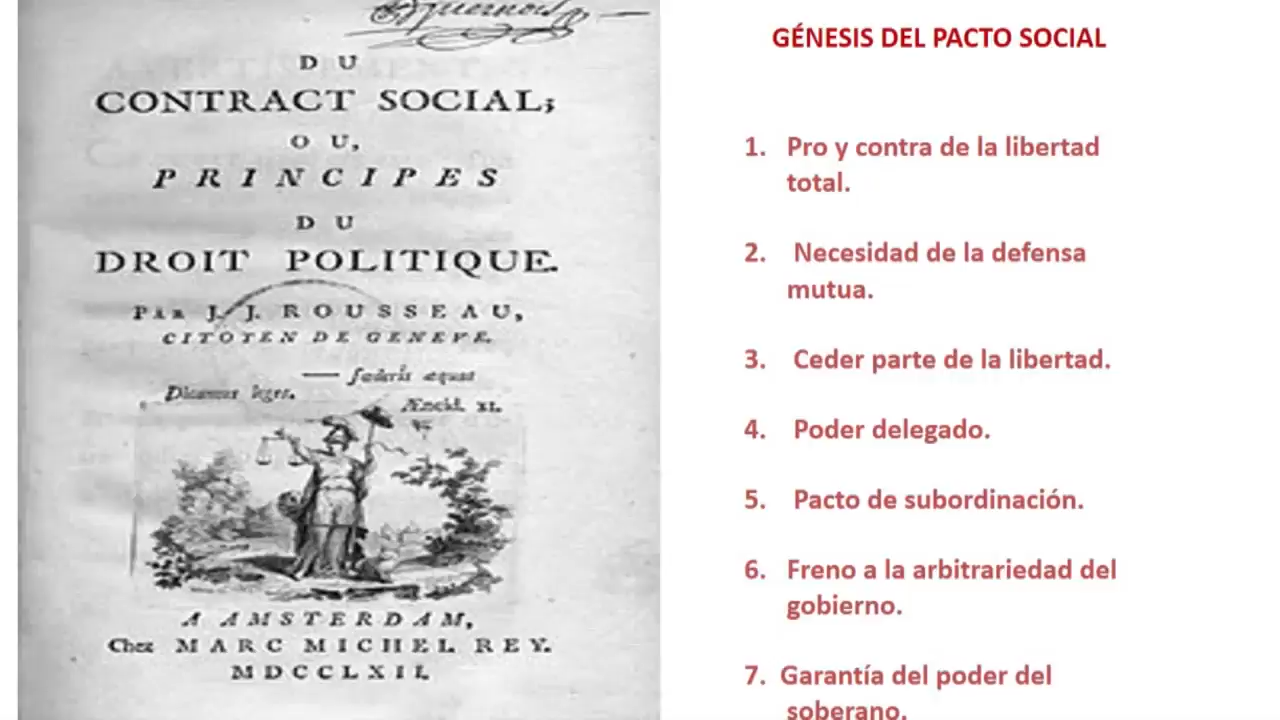 DU
CONTRACT SOCIAL;
OU,
PRINCIPES
DU
DROIT POLITIQUE.
PAR J. J. ROUSSEAU,
CITOYEN DE GENEVE.
— fœderis æquas
Dicamus leges.
Æneid. XI.
A AMSTERDAM,
Chez MARC MICHEL REY.
MDCCLXII.
GÉNESIS DEL PACTO SOCIAL
1. Pro y contra de la libertad
total.
2. Necesidad de la defensa
mutua.
3. Ceder parte de la libertad.
4. Poder delegado.
5. Pacto de subordinación.
6. Freno a la arbitrariedad del
gobierno.
7. Garantía del poder del
soberano.